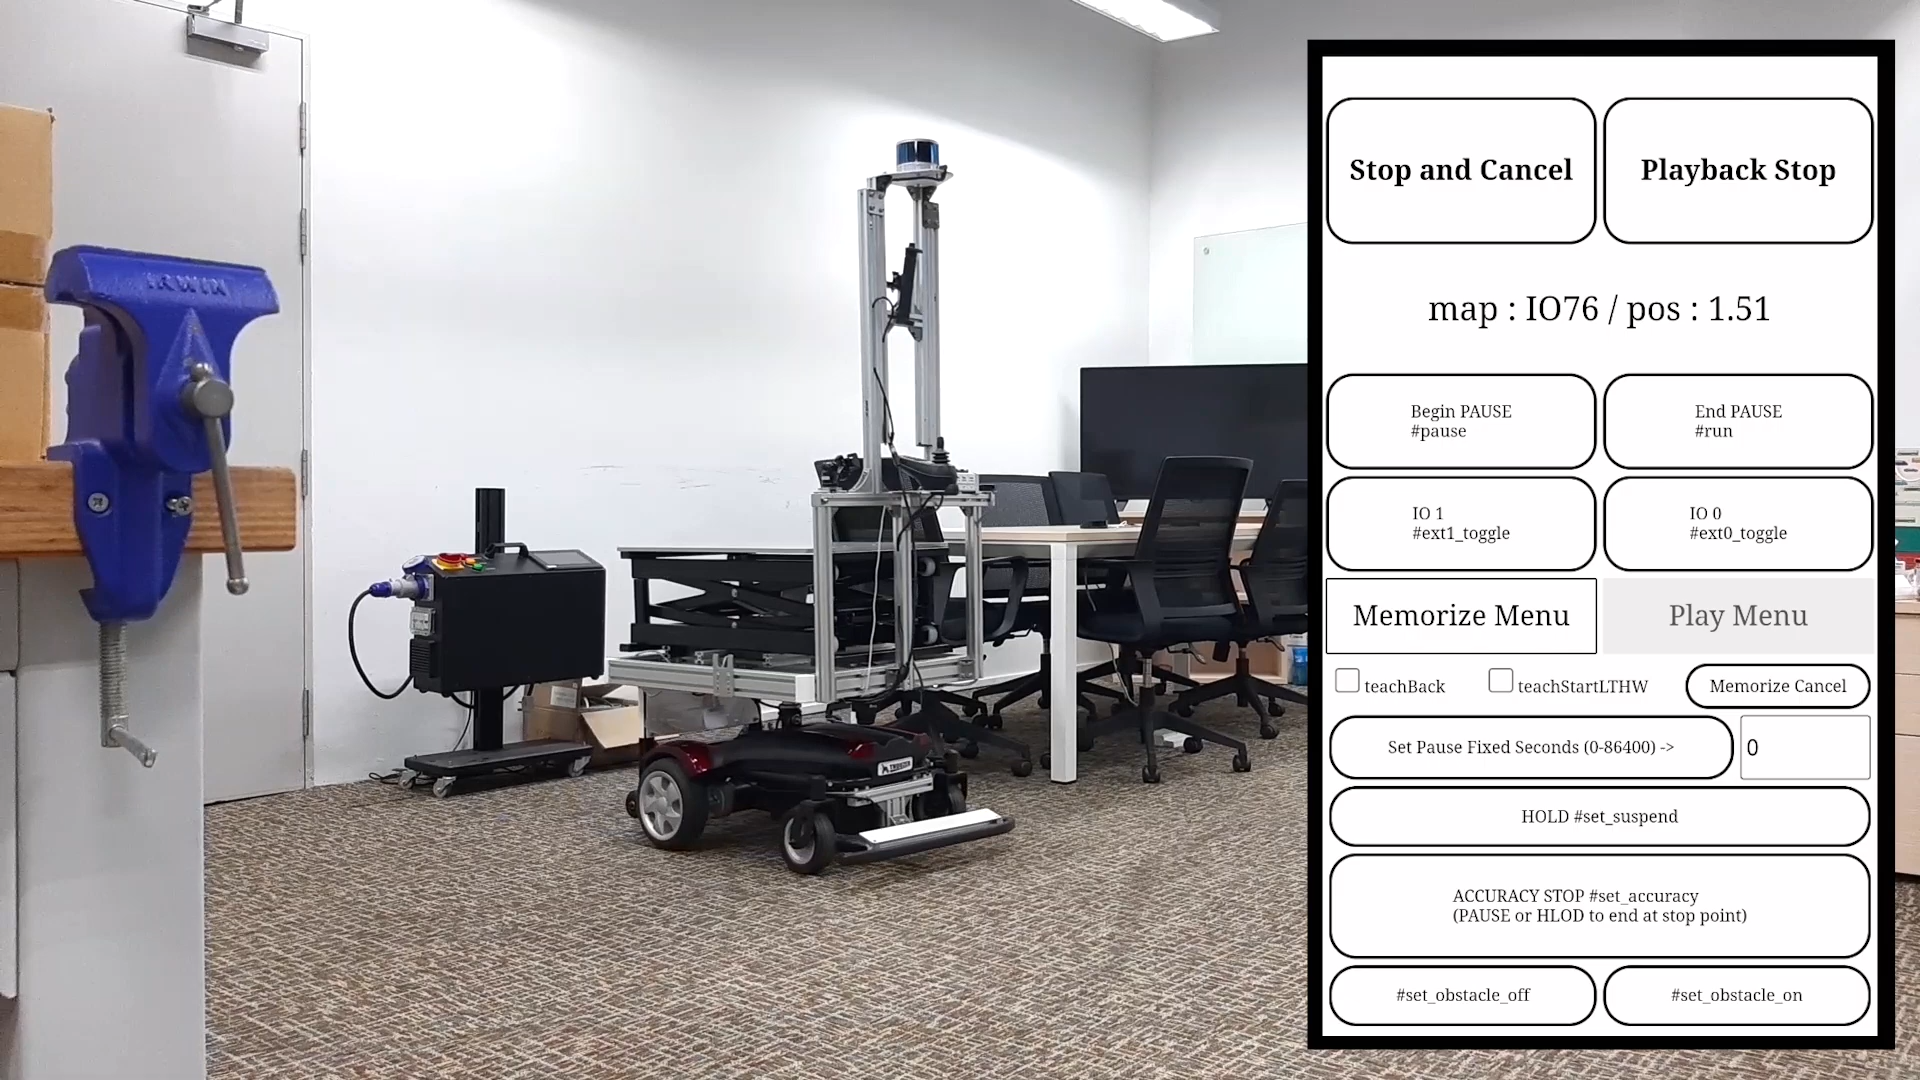 IRWIN
Stop and Cancel
Playback Stop
map : IO76 / pos : 1.51
Begin PAUSE
#pause
End PAUSE
#run
IO 1
#ext1_toggle
IO 0
#ext0_toggle
Memorize Menu
Play Menu
teachBack
teachStartLTHW
Memorize Cancel
Set Pause Fixed Seconds (0-86400) ->
0
HOLD #set_suspend
ACCURACY STOP #set_accuracy
(PAUSE or HLOD to end at stop point)
#set_obstacle_off
#set_obstacle_on